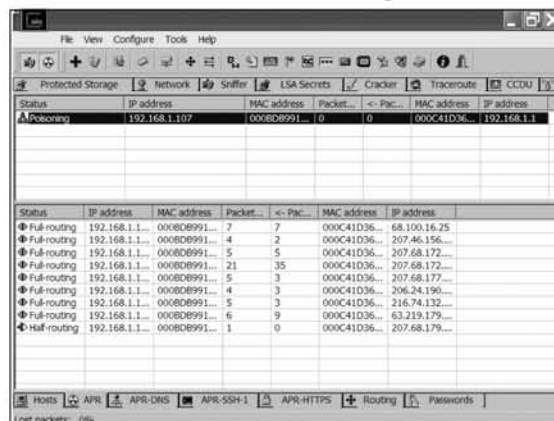 File View Configure Tools Help
Protected Storage Network Sniffer LSA Secrets Cracker Traceroute CCDU
Status IP address MAC address Packet... <- Pac... MAC address IP address
Poisoning 192.168.1.107 000BDB991... 0 0 000C41D36... 192.168.1.1
Status IP address MAC address Packet... <- Pac... MAC address IP address
Full-routing 192.168.1.1... 000BDB991... 7 7 000C41D36... 68.100.16.25
Full-routing 192.168.1.1... 000BDB991... 4 2 000C41D36... 207.46.156....
Full-routing 192.168.1.1... 000BDB991... 5 5 000C41D36... 207.68.172....
Full-routing 192.168.1.1... 000BDB991... 21 35 000C41D36... 207.68.172....
Full-routing 192.168.1.1... 000BDB991... 5 3 000C41D36... 207.68.177....
Full-routing 192.168.1.1... 000BDB991... 4 3 000C41D36... 206.24.190....
Full-routing 192.168.1.1... 000BDB991... 5 3 000C41D36... 216.74.132....
Full-routing 192.168.1.1... 000BDB991... 6 9 000C41D36... 63.219.179....
Half-routing 192.168.1.1... 000BDB991... 1 0 000C41D36... 207.68.179....
Hosts APR APR-DNS APR-SSH-1 APR-HTTPS Routing Passwords
Lost packets: 0%